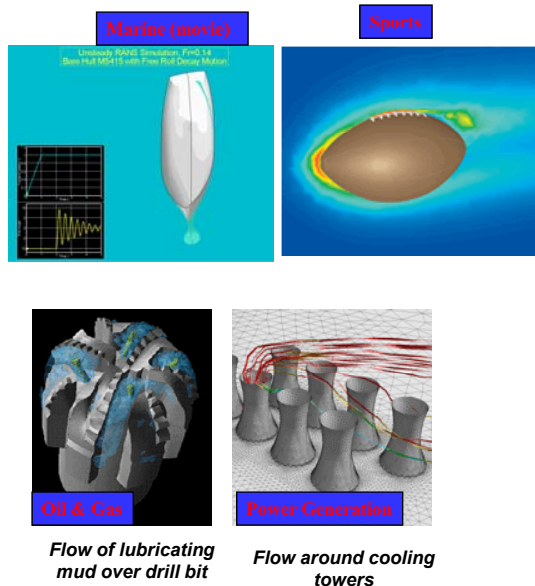 Marine (movie)
Sports
Unsteady RANS Simulation, Fr=0.14
Bare Hull M5415 with Free Roll Decay Motion
Oil & Gas
Power Generation
Flow of lubricating
mud over drill bit
Flow around cooling
towers